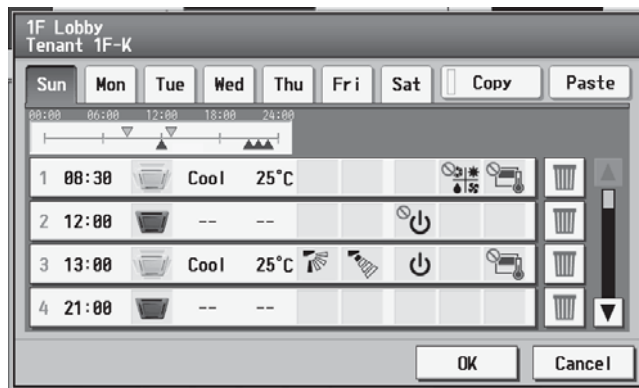 1F Lobby
Tenant 1F-K
Sun Mon Tue Wed Thu Fri Sat Copy Paste
00:00 06:00 12:00 18:00 24:00
1 08:30 Cool 25°C
2 12:00 -- --
3 13:00 Cool 25°C
4 21:00 -- --
OK Cancel